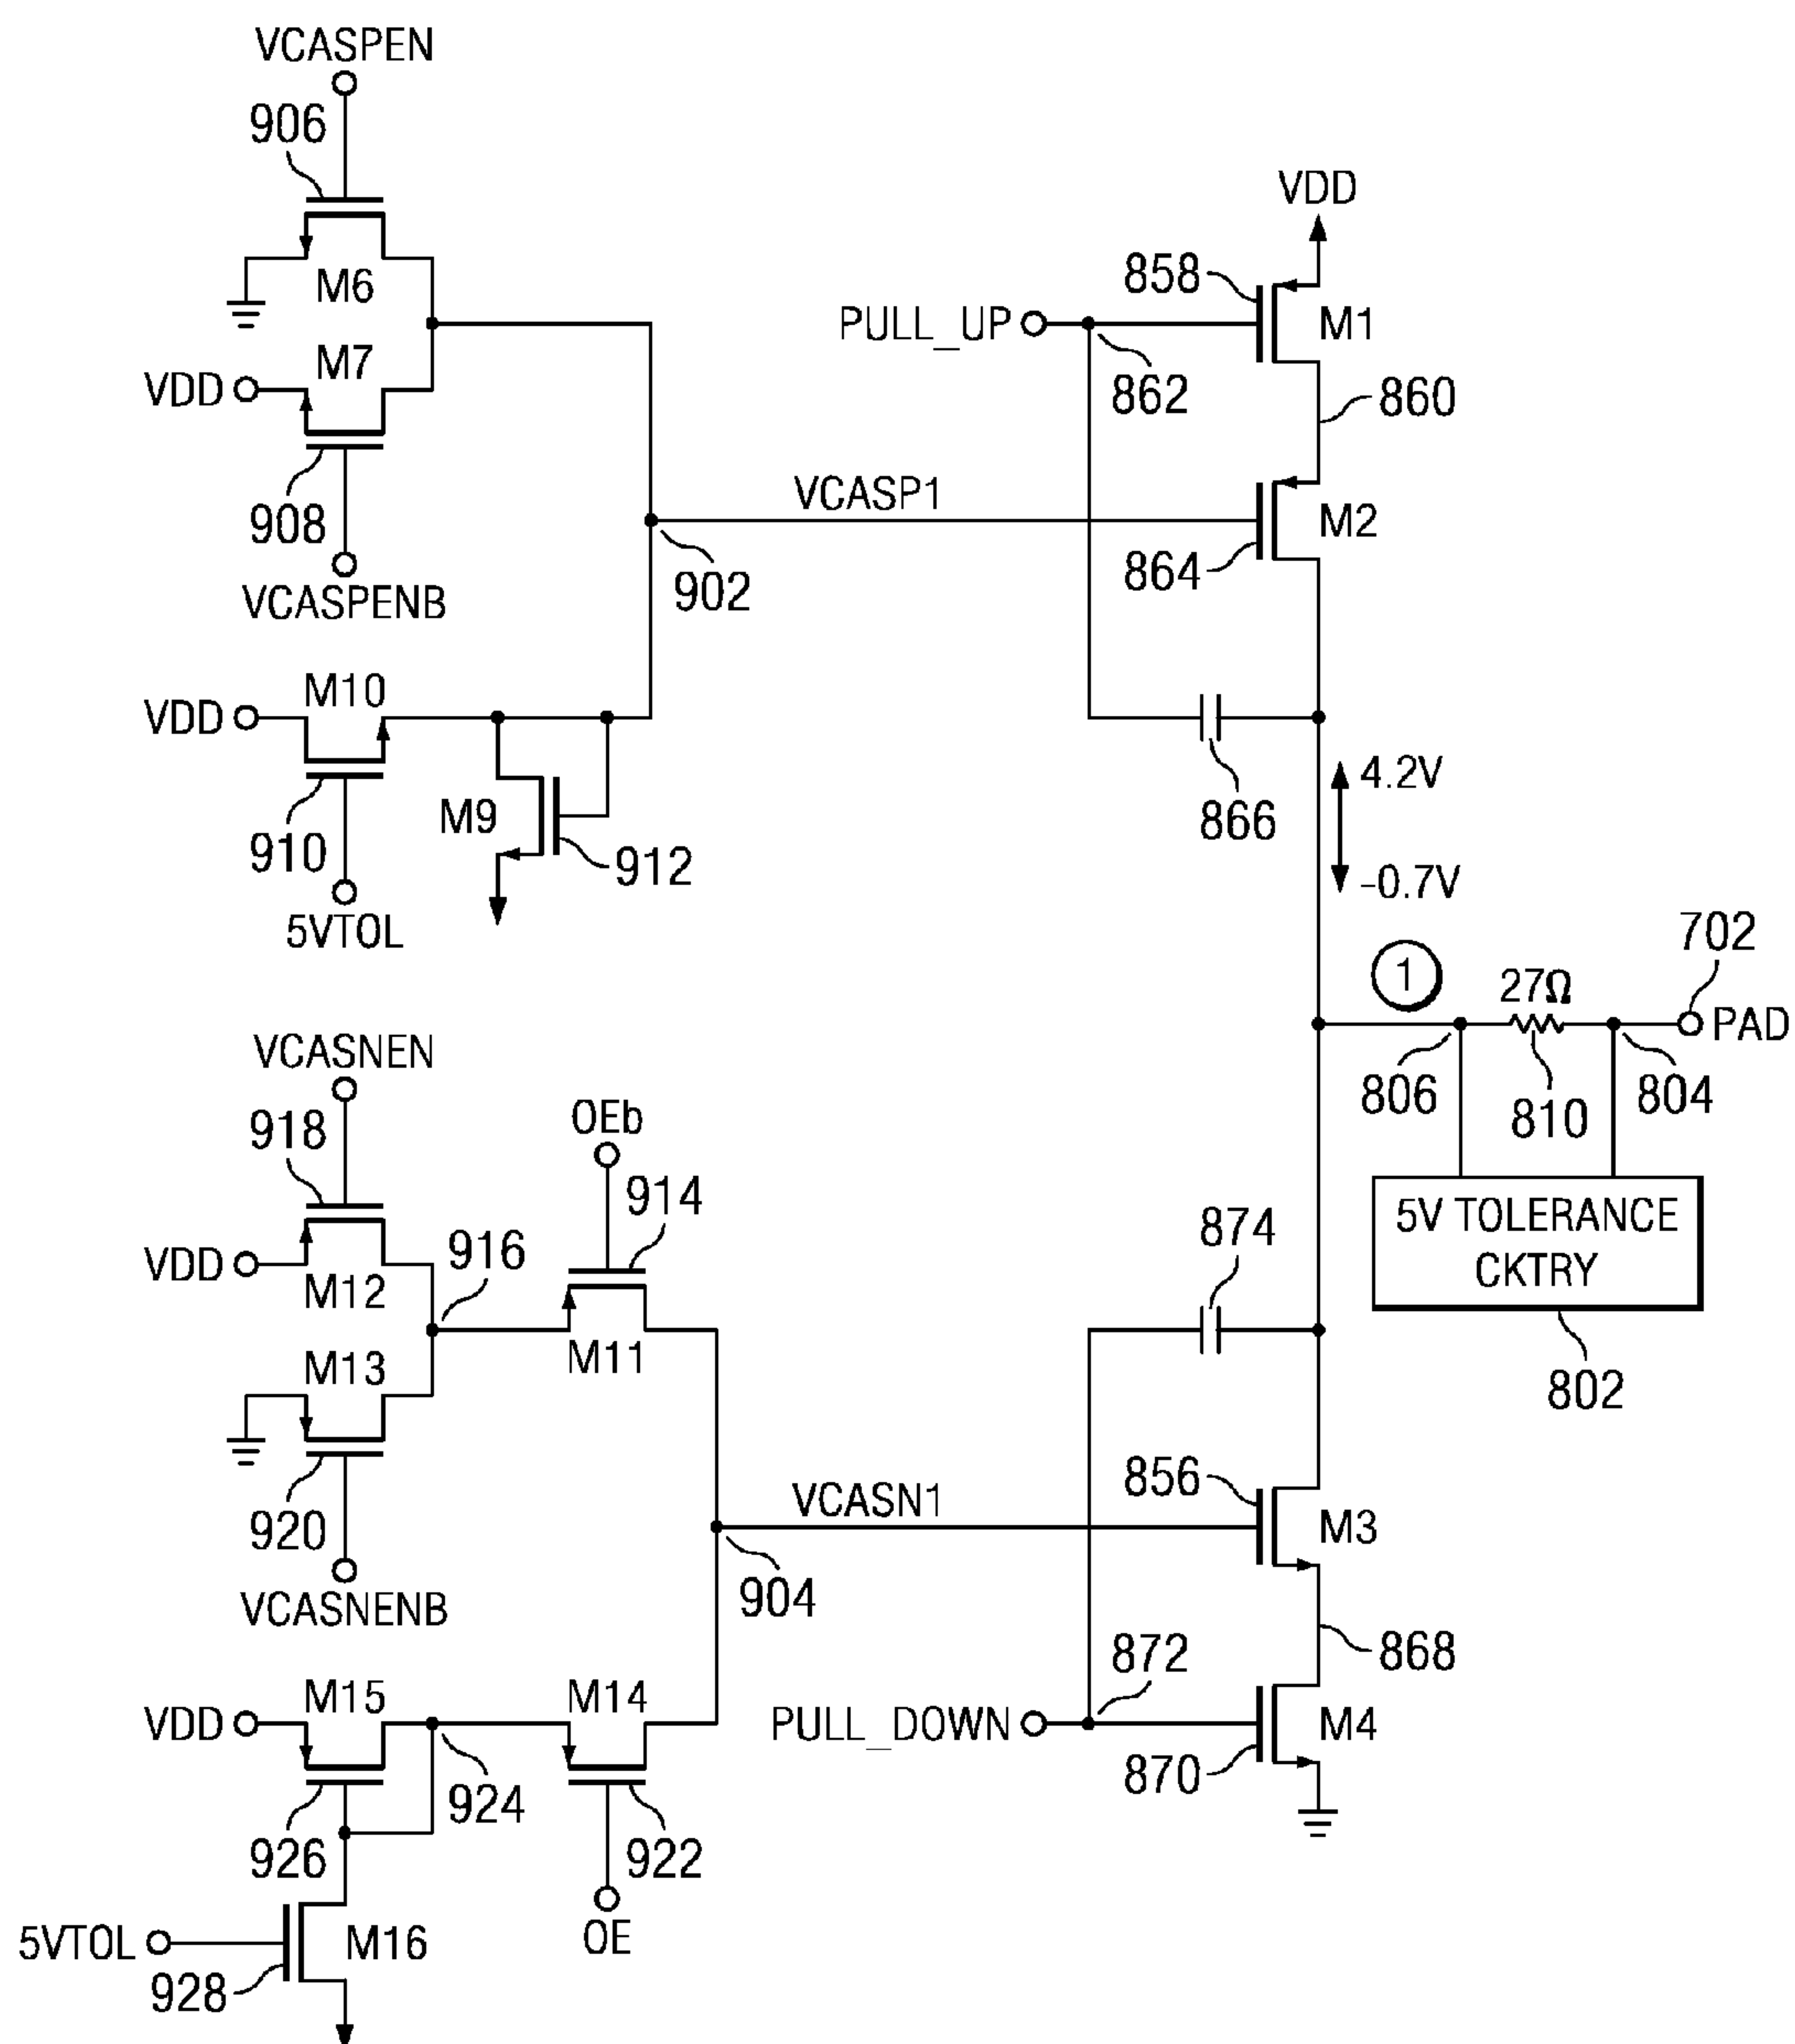 VCASPEN
906
M6
M7
VDD
908
VCASPENB
M10
VDD
M9
910
912
5VTOL
VCASP1
902
VDD
858
PULL_UP
M1
862
860
M2
864
866
4.2V
-0.7V
702
1
27Ω
PAD
806
810
804
5V TOLERANCE
CKTRY
802
VCASNEN
918
OEb
914
VDD
916
M12
M11
M13
920
VCASNENB
874
VCASN1
856
M3
904
868
872
M15
M14
VDD
PULL_DOWN
M4
870
924
926
922
5VTOL
M16
OE
928